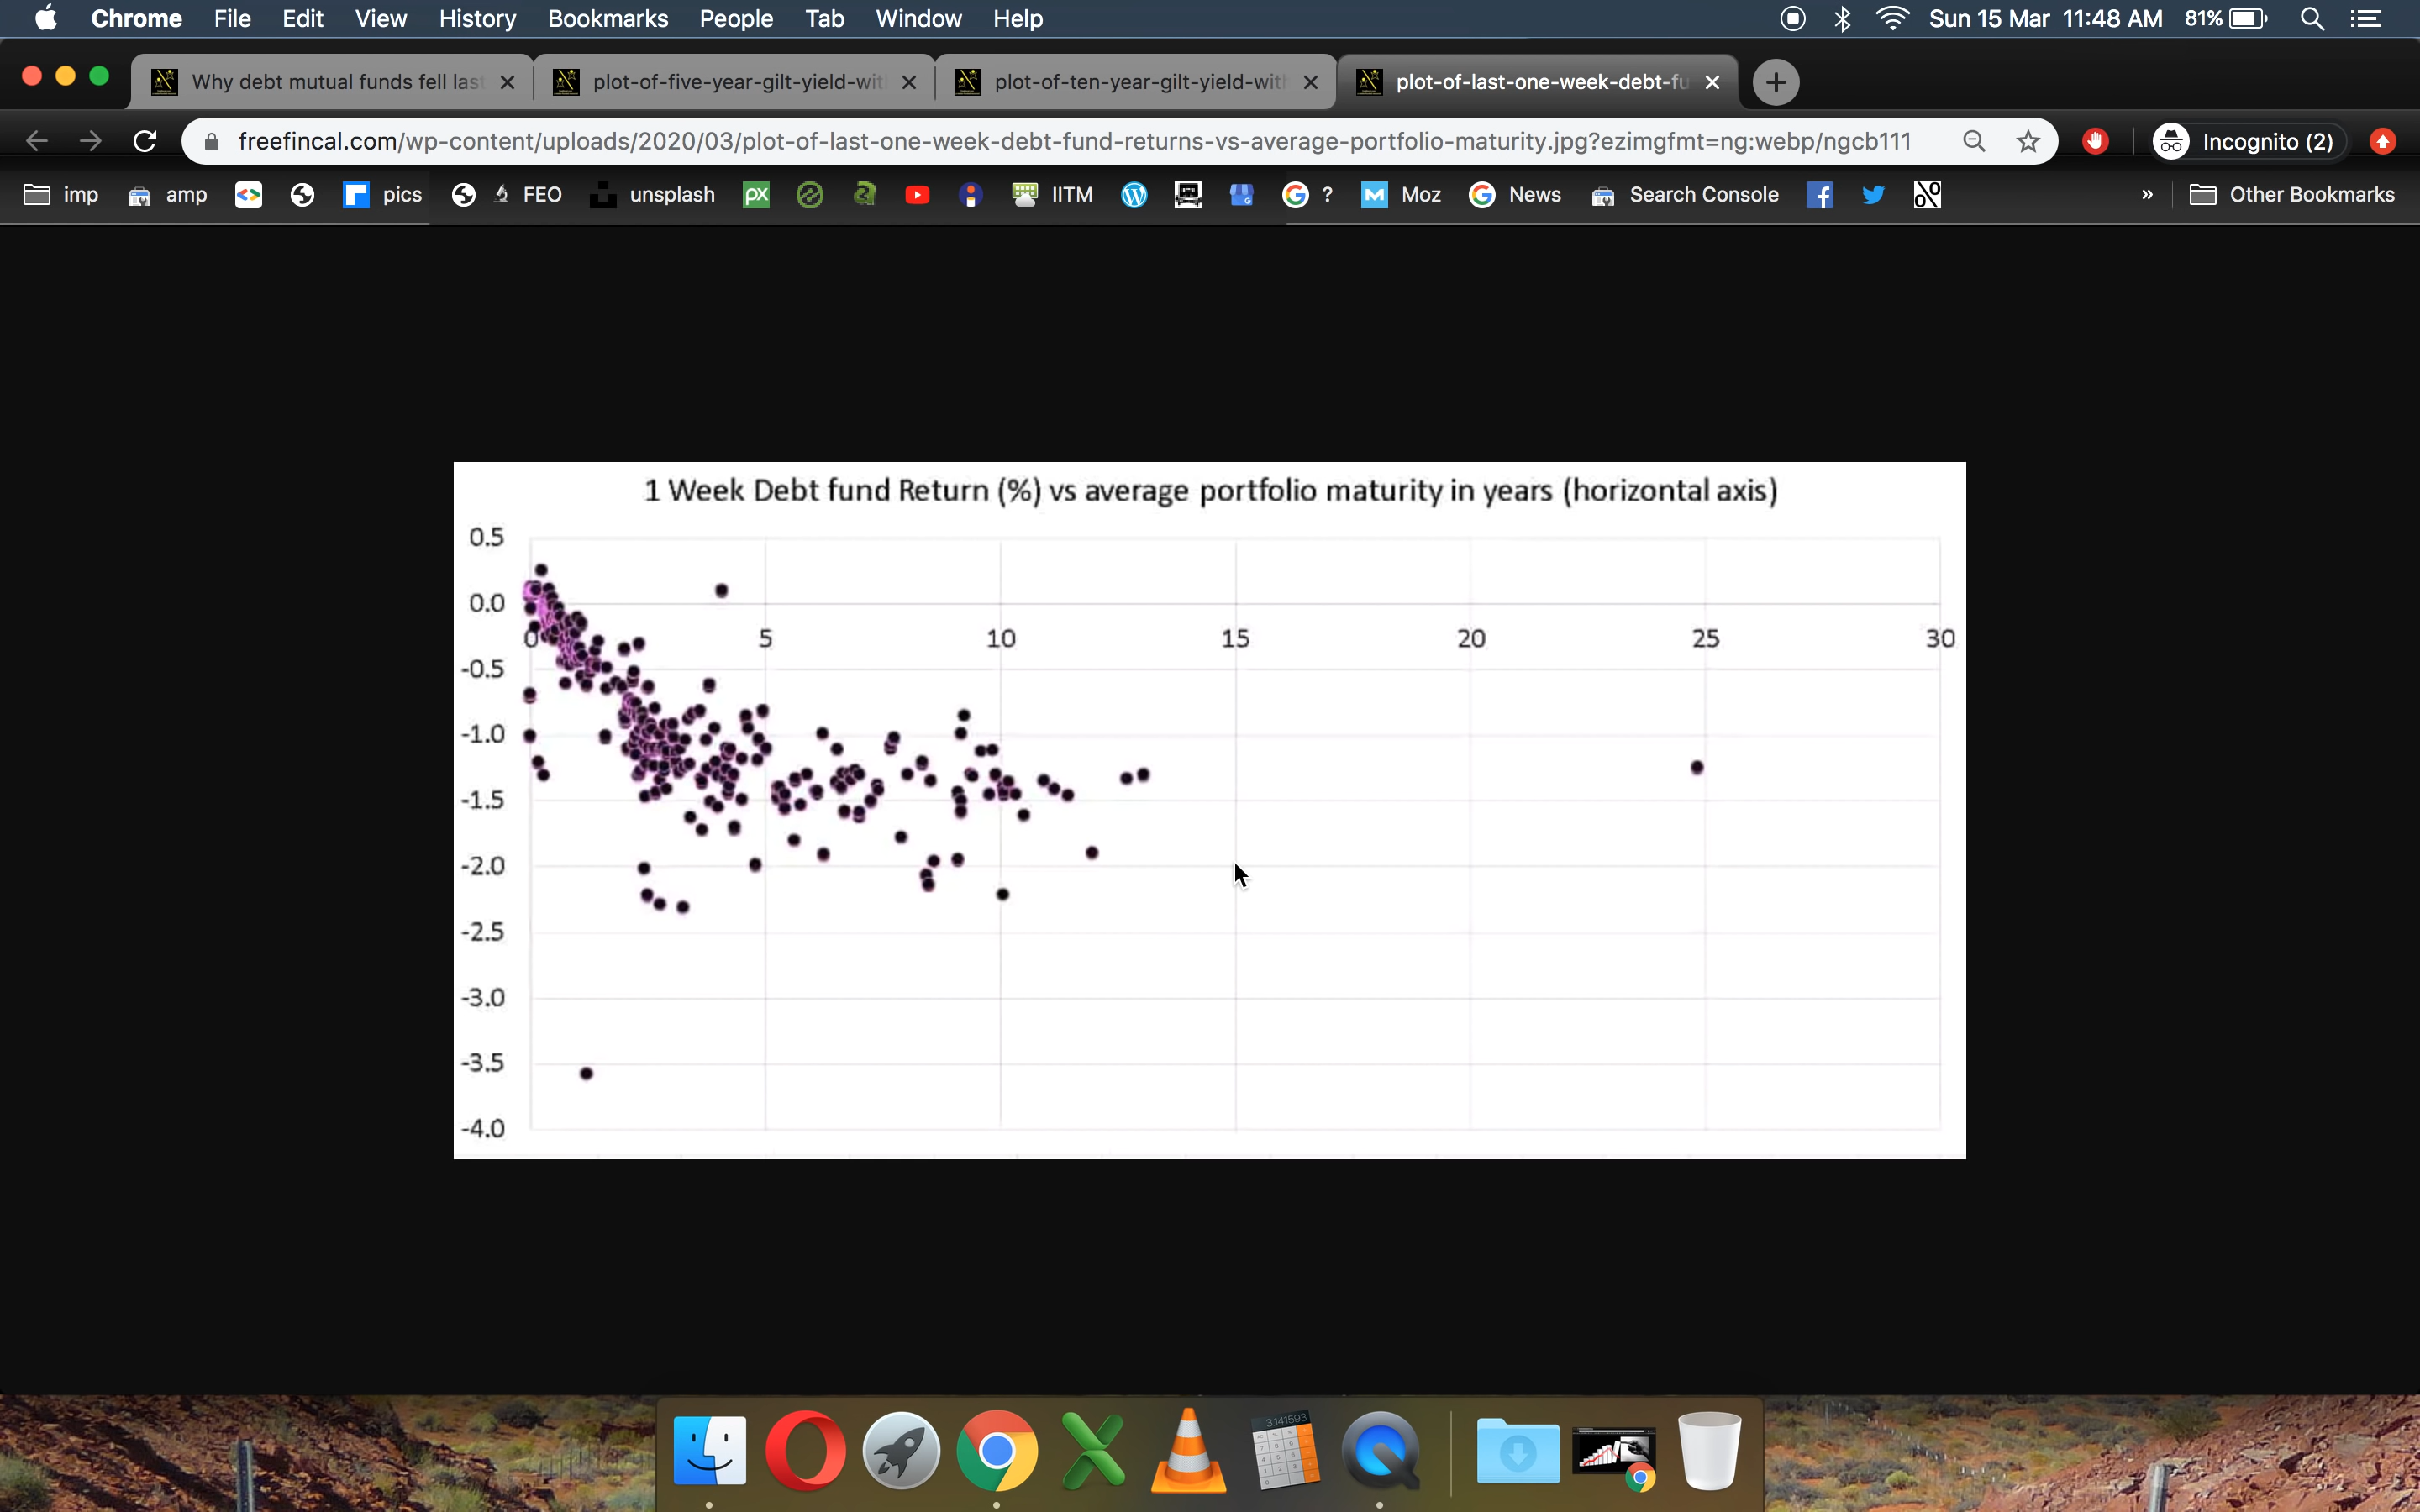 Chrome File Edit View History Bookmarks People Tab Window Help Sun 15 Mar 11:48 AM 81%
Why debt mutual funds fell las plot-of-five-year-gilt-yield-wit plot-of-ten-year-gilt-yield-with plot-of-last-one-week-debt-fu
freefincal.com/wp-content/uploads/2020/03/plot-of-last-one-week-debt-fund-returns-vs-average-portfolio-maturity.jpg?ezimgfmt=ng:webp/ngcb111 Incognito (2)
imp amp pics FEO unsplash px IITM ? Moz News Search Console Other Bookmarks
1 Week Debt fund Return (%) vs average portfolio maturity in years (horizontal axis)
0.5
0.0
0 5 10 15 20 25 30
-0.5
-1.0
-1.5
-2.0
-2.5
-3.0
-3.5
-4.0
3.141593